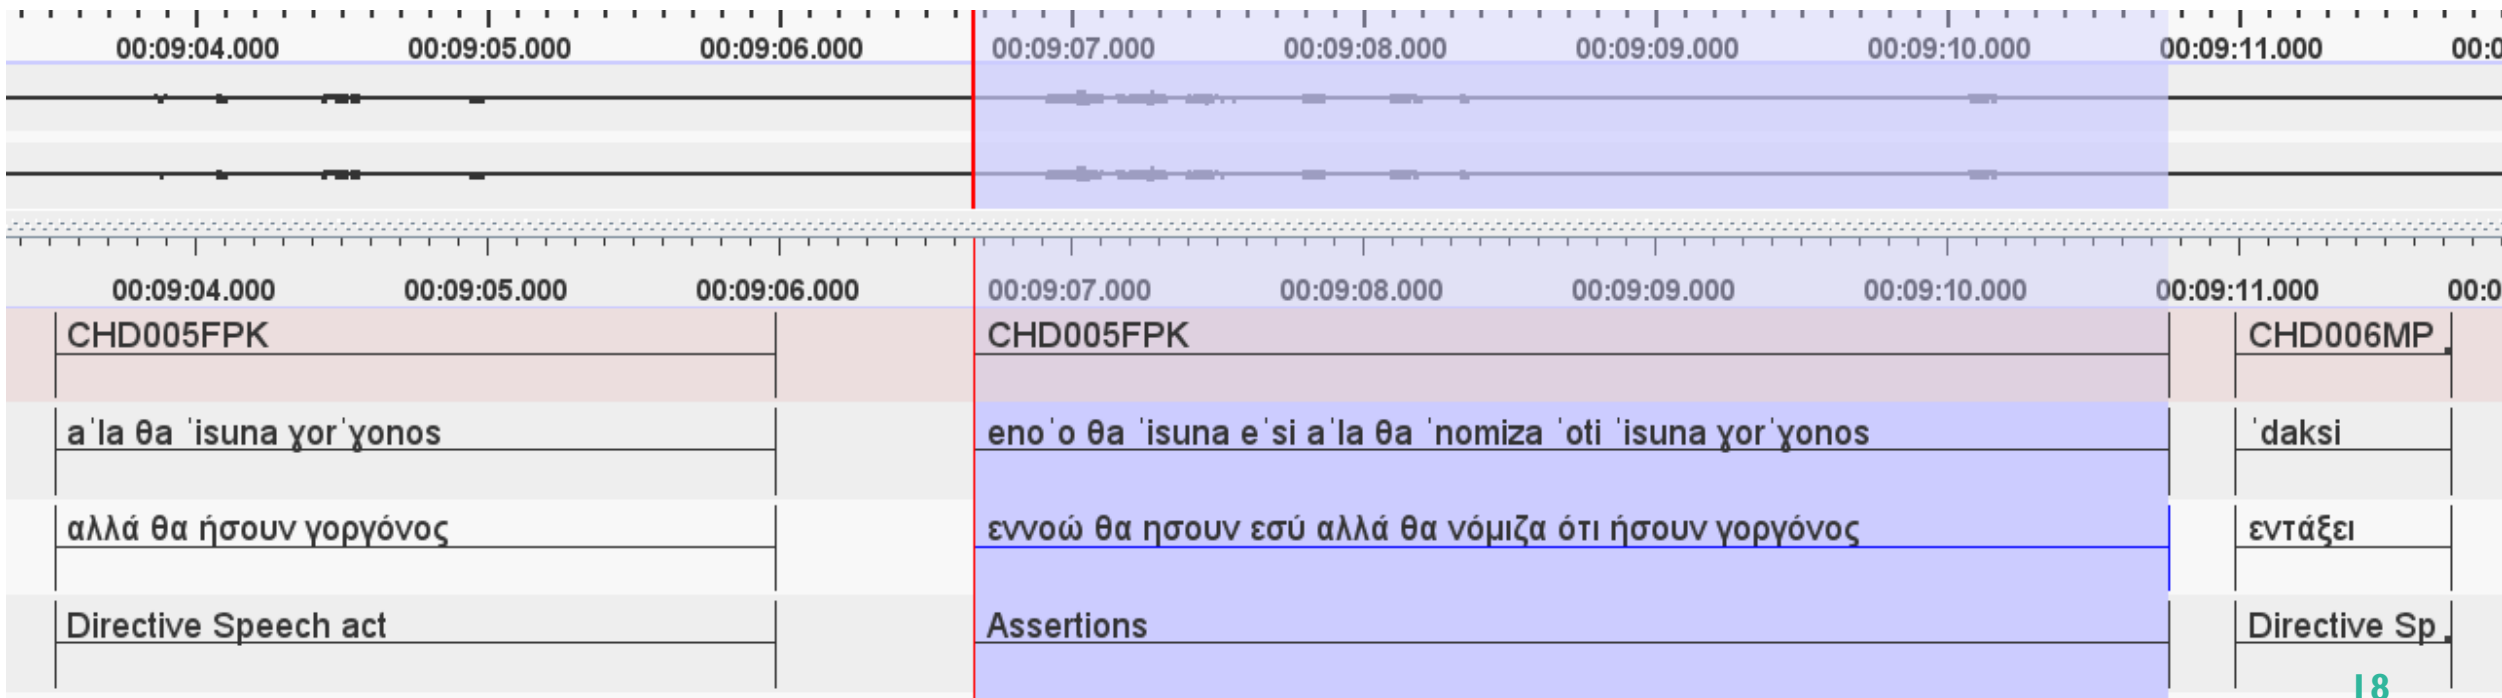 00:09:04.000 00:09:05.000 00:09:06.000 00:09:07.000 00:09:08.000 00:09:09.000 00:09:10.000 00:09:11.000 00:0
00:09:04.000 00:09:05.000 00:09:06.000 00:09:07.000 00:09:08.000 00:09:09.000 00:09:10.000 00:09:11.000 00:0
CHD005FPK CHD005FPK CHD006MP
aˈla θa ˈisuna ɣorˈɣonos enoˈo θa ˈisuna eˈsi aˈla θa ˈnomiza ˈoti ˈisuna ɣorˈɣonos ˈdaksi
αλλά θα ήσουν γοργόνος εννοώ θα ησουν εσύ αλλά θα νόμιζα ότι ήσουν γοργόνος εντάξει
Directive Speech act Assertions Directive Sp
18